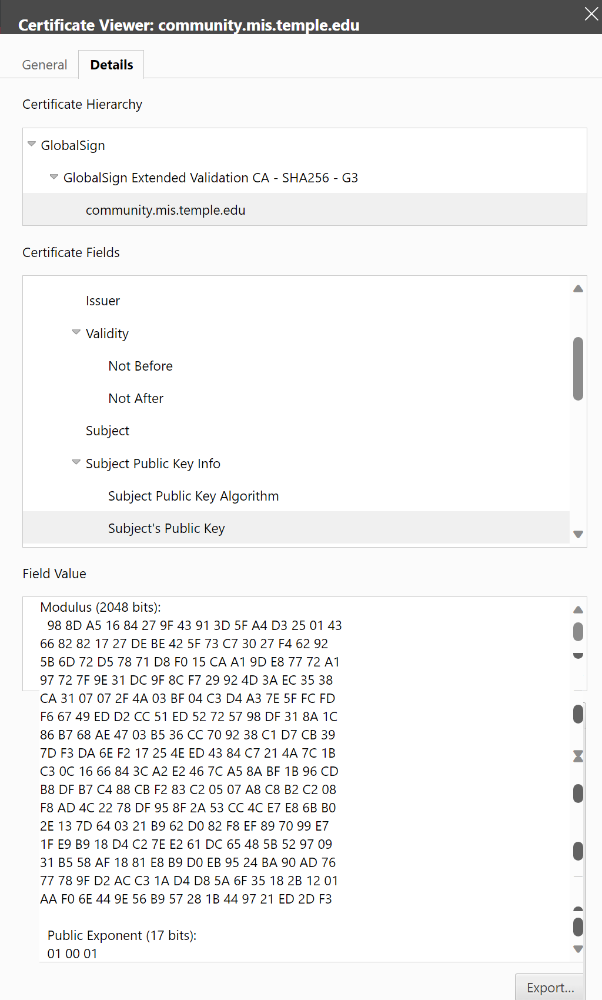 Certificate Viewer: community.mis.temple.edu
General Details
Certificate Hierarchy
GlobalSign
GlobalSign Extended Validation CA - SHA256 - G3
community.mis.temple.edu
Certificate Fields
Issuer
Validity
Not Before
Not After
Subject
Subject Public Key Info
Subject Public Key Algorithm
Subject's Public Key
Field Value
Modulus (2048 bits):
98 8D A5 16 84 27 9F 43 91 3D 5F A4 D3 25 01 43
66 82 82 17 27 DE BE 42 5F 73 C7 30 27 F4 62 92
5B 6D 72 D5 78 71 D8 F0 15 CA A1 9D E8 77 72 A1
97 72 7F 9E 31 DC 9F 8C F7 29 92 4D 3A EC 35 38
CA 31 07 07 2F 4A 03 BF 04 C3 D4 A3 7E 5F FC FD
F6 67 49 ED D2 CC 51 ED 52 72 57 98 DF 31 8A 1C
86 B7 68 AE 47 03 B5 36 CC 70 92 38 C1 D7 CB 39
7D F3 DA 6E F2 17 25 4E ED 43 84 C7 21 4A 7C 1B
C3 0C 16 66 84 3C A2 E2 46 7C A5 8A BF 1B 96 CD
B8 DF B7 C4 88 CB F2 83 C2 05 07 A8 C8 B2 C2 08
F8 AD 4C 22 78 DF 95 8F 2A 53 CC 4C E7 E8 6B B0
2E 13 7D 64 03 21 B9 62 D0 82 F8 EF 89 70 99 E7
1F E9 B9 18 D4 C2 7E E2 61 DC 65 48 5B 52 97 09
31 B5 58 AF 18 81 E8 B9 D0 EB 95 24 BA 90 AD 76
77 78 9F D2 AC C3 1A D4 D8 5A 6F 35 18 2B 12 01
AA F0 6E 44 9E 56 B9 57 28 1B 44 97 21 ED 2D F3
Public Exponent (17 bits):
01 00 01
Export...